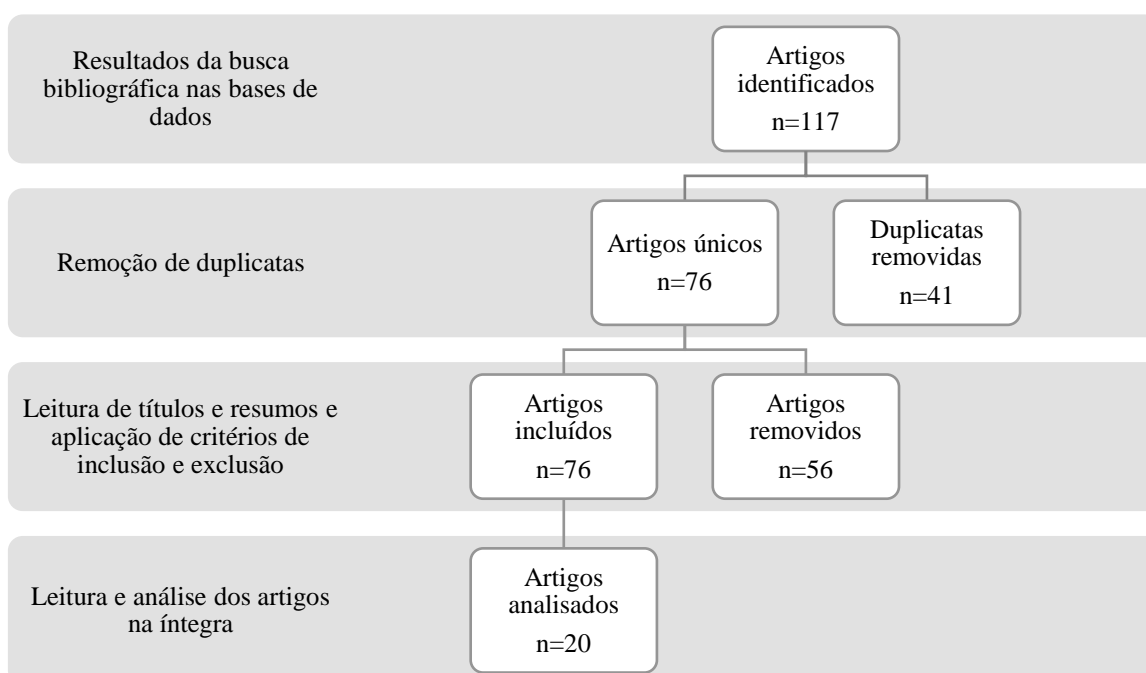 Resultados da busca
bibliográfica nas bases de
dados
Artigos
identificados
n=117
Remoção de duplicatas
Artigos únicos
n=76
Duplicatas
removidas
n=41
Leitura de títulos e resumos e
aplicação de critérios de
inclusão e exclusão
Artigos
incluídos
n=76
Artigos
removidos
n=56
Leitura e análise dos artigos
na íntegra
Artigos
analisados
n=20